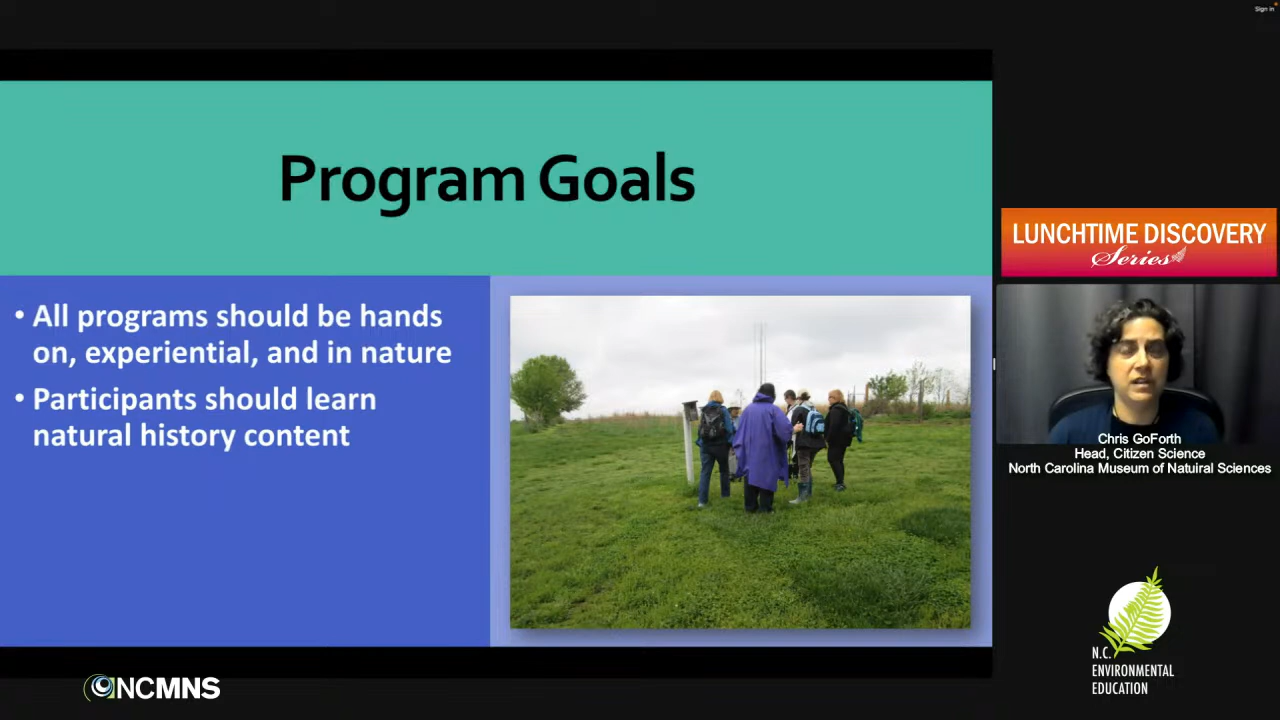 Sign in
Program Goals
• All programs should be hands
on, experiential, and in nature
• Participants should learn
natural history content
LUNCHTIME DISCOVERY
Series
Chris GoForth
Head, Citizen Science
North Carolina Museum of Natuiral Sciences
NCMNS
N.C.
ENVIRONMENTAL
EDUCATION